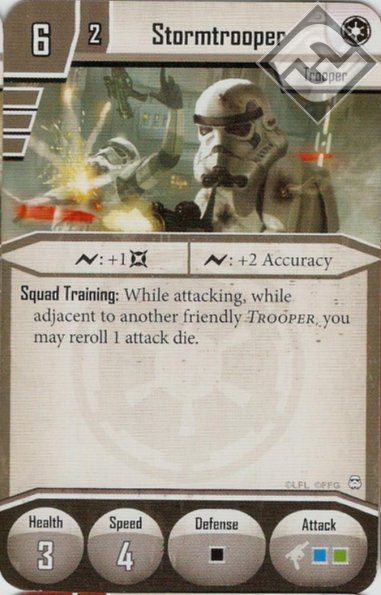 6
2
Stormtrooper
Trooper
: +1
: +2 Accuracy
Squad Training: While attacking, while
adjacent to another friendly TROOPER, you
may reroll 1 attack die.
©LFL ©FFG
Health
Speed
Defense
Attack
3
4